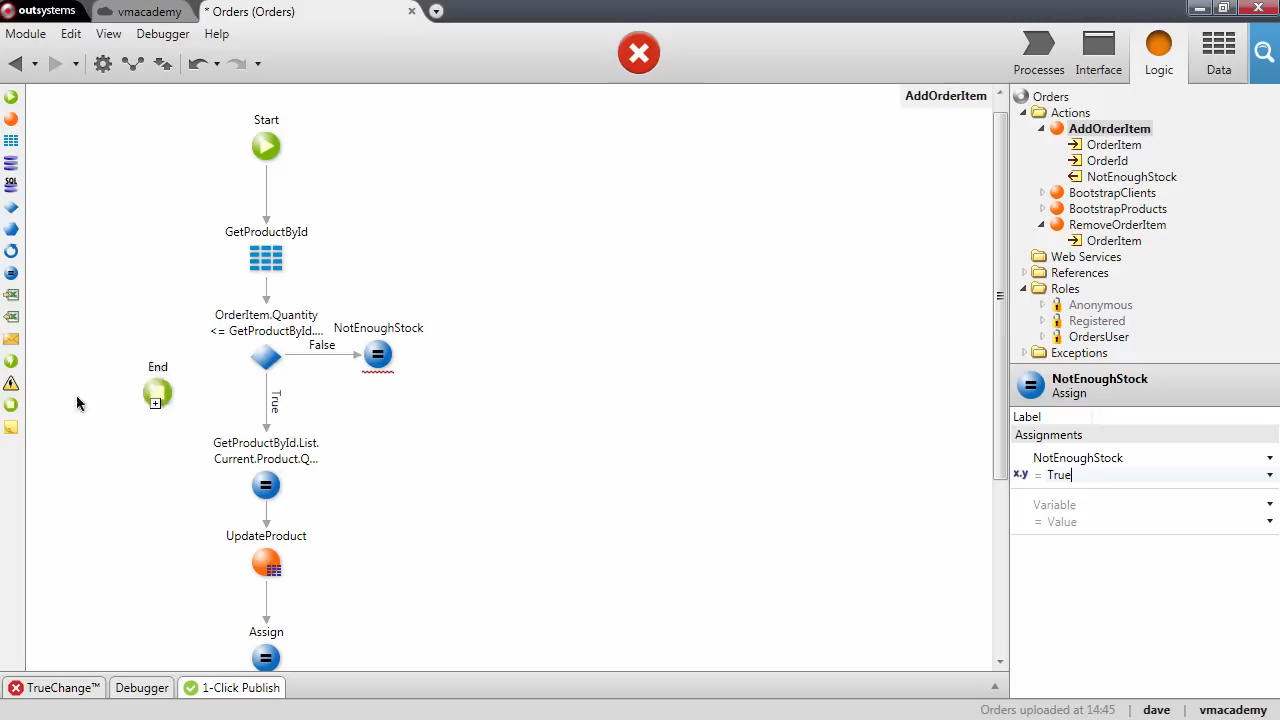 outsystems
vmacademy
* Orders (Orders)
Module
Edit
View
Debugger
Help
Processes
Interface
Logic
Data
AddOrderItem
Start
GetProductById
OrderItem.Quantity
<= GetProductById....
NotEnoughStock
False
True
End
GetProductById.List.
Current.Product.Q...
UpdateProduct
Assign
SQL
Orders
Actions
AddOrderItem
OrderItem
OrderId
NotEnoughStock
BootstrapClients
BootstrapProducts
RemoveOrderItem
OrderItem
Web Services
References
Roles
Anonymous
Registered
OrdersUser
Exceptions
NotEnoughStock
Assign
Label
Assignments
NotEnoughStock
x.y = True
Variable
= Value
TrueChange™
Debugger
1-Click Publish
Orders uploaded at 14:45
dave
vmacademy